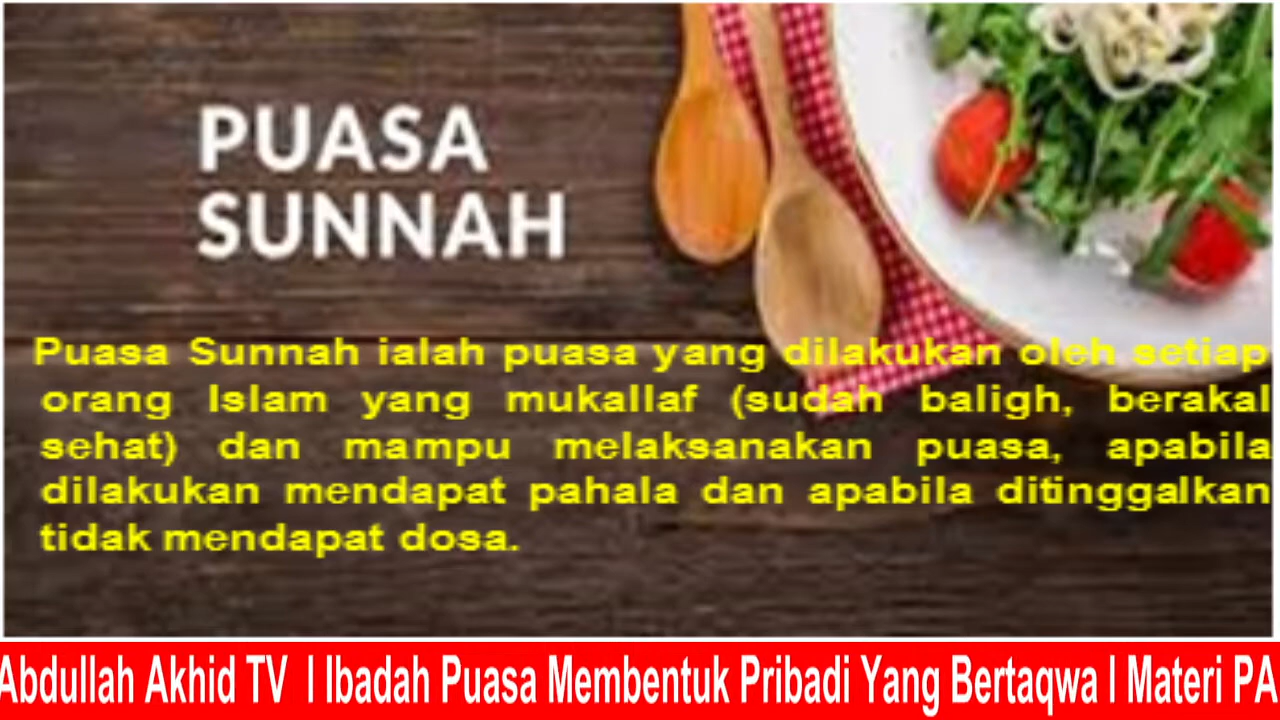 PUASA
SUNNAH
Puasa Sunnah ialah puasa yang dilakukan oleh setiap
orang Islam yang mukallaf (sudah baligh, berakal
sehat) dan mampu melaksanakan puasa, apabila
dilakukan mendapat pahala dan apabila ditinggalkan
tidak mendapat dosa.
Abdullah Akhid TV l Ibadah Puasa Membentuk Pribadi Yang Bertaqwa l Materi PA